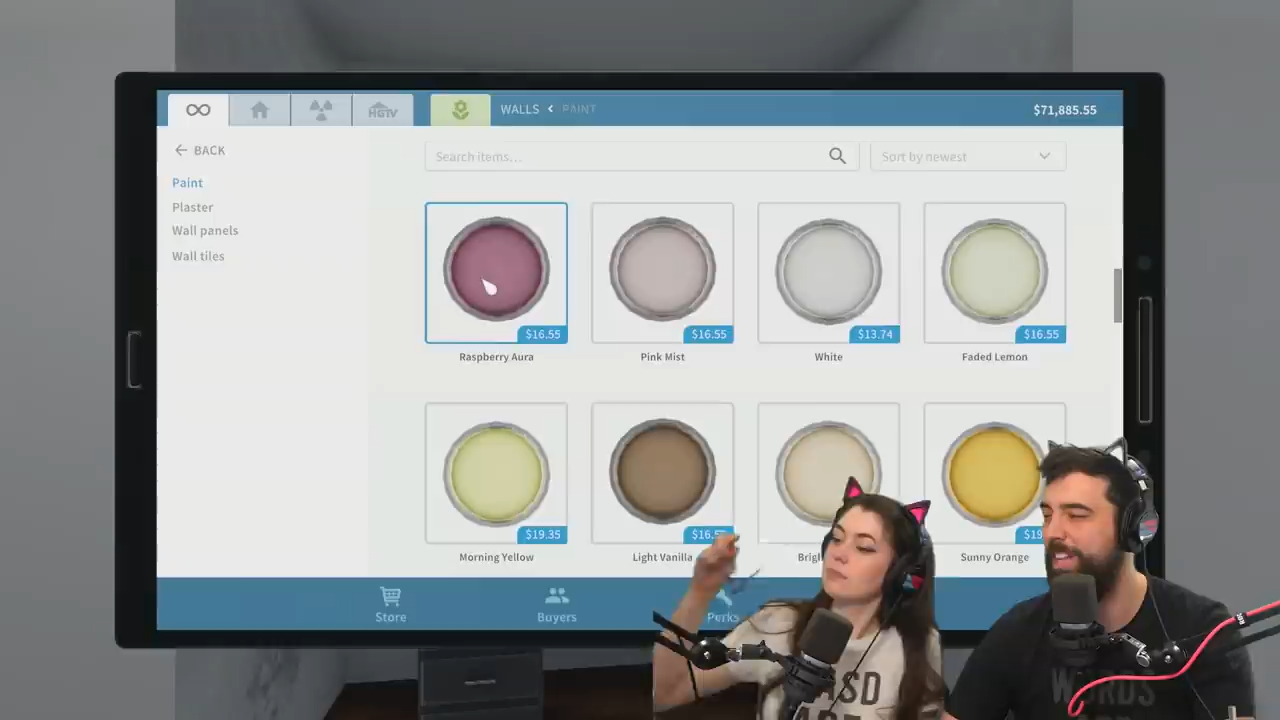 HGTV
WALLS < PAINT
$71,885.55
← BACK
Search items...
Sort by newest
Paint
Plaster
Wall panels
Wall tiles
$16.55
$16.55
$13.74
$16.55
Raspberry Aura
Pink Mist
White
Faded Lemon
$19.35
Morning Yellow
Light Vanilla
Sunny Orange
Store
Buyers
Perks